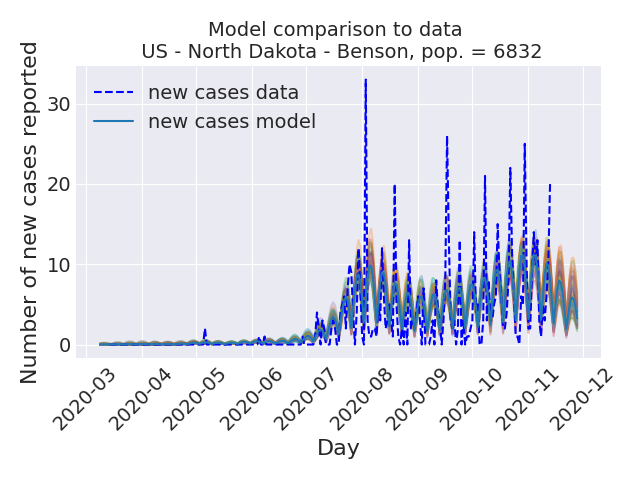 Model comparison to data
US - North Dakota - Benson, pop. = 6832
Number of new cases reported
new cases data
new cases model
30
20
10
0
2020-03
2020-04
2020-05
2020-06
2020-07
2020-08
2020-09
2020-10
2020-11
2020-12
Day